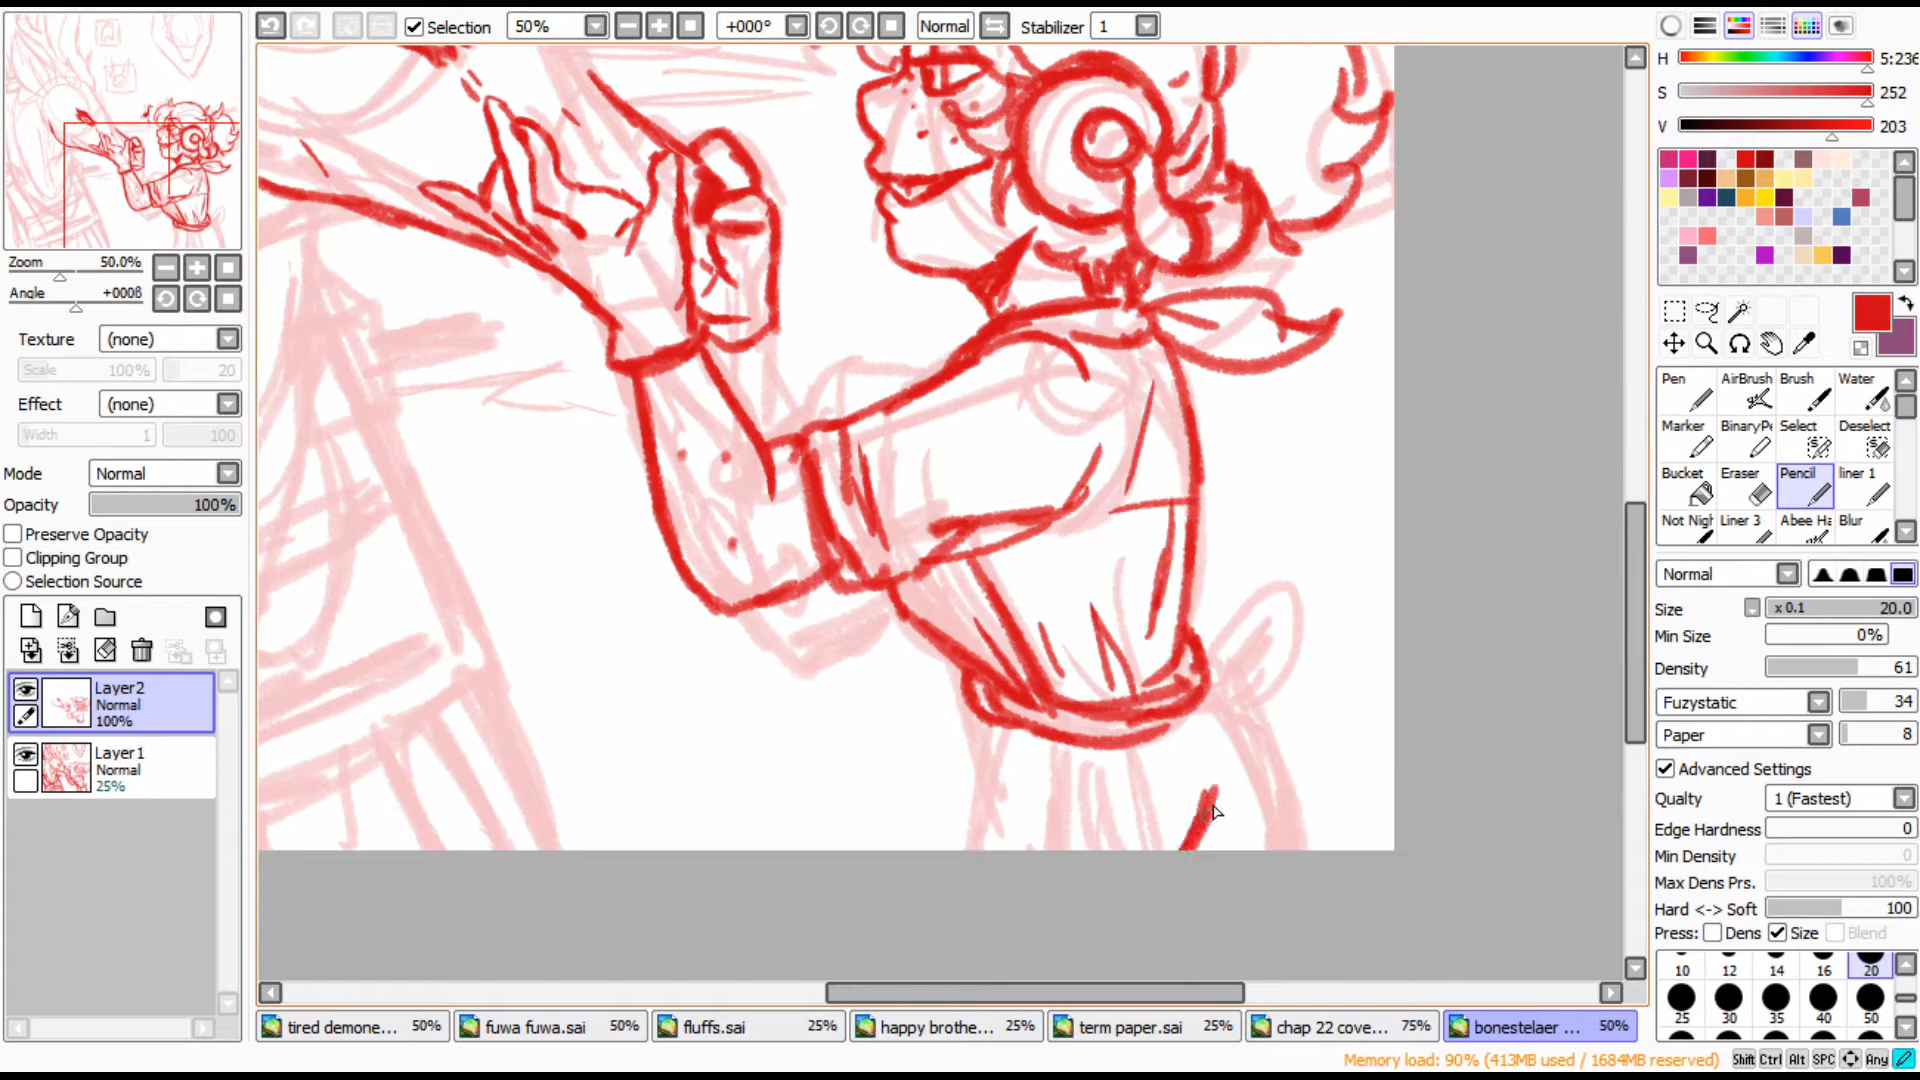 Selection 50% +000° Normal Stabilizer 1
H 5:236
S 252
V 203
Zoom 50.0%
Angle +000ß
Texture (none)
Scale 100% 20
Effect (none)
Width 1 100
Mode Normal
Opacity 100%
Preserve Opacity
Clipping Group
Selection Source
Layer2
Normal
100%
Layer1
Normal
25%
Pen AirBrush Brush Water
Marker BinaryPe Select Deselect
Bucket Eraser Pencil liner 1
Not Nigh Liner 3 Abee Ha Blur
Normal
Size x 0.1 20.0
Min Size 0%
Density 61
Fuzystatic 34
Paper 8
Advanced Settings
Qualty 1 (Fastest)
Edge Hardness 0
Min Density 0
Max Dens Prs. 100%
Hard <-> Soft 100
Press: Dens Size Blend
10 12 14 16 20
25 30 35 40 50
tired demone... 50% fuwa fuwa.sai 50% fluffs.sai 25% happy brothe... 25% term paper.sai 25% chap 22 cove... 75% bonestelaer ... 50%
Memory load: 90% (413MB used / 1684MB reserved) Shift Ctrl Alt SPC Any